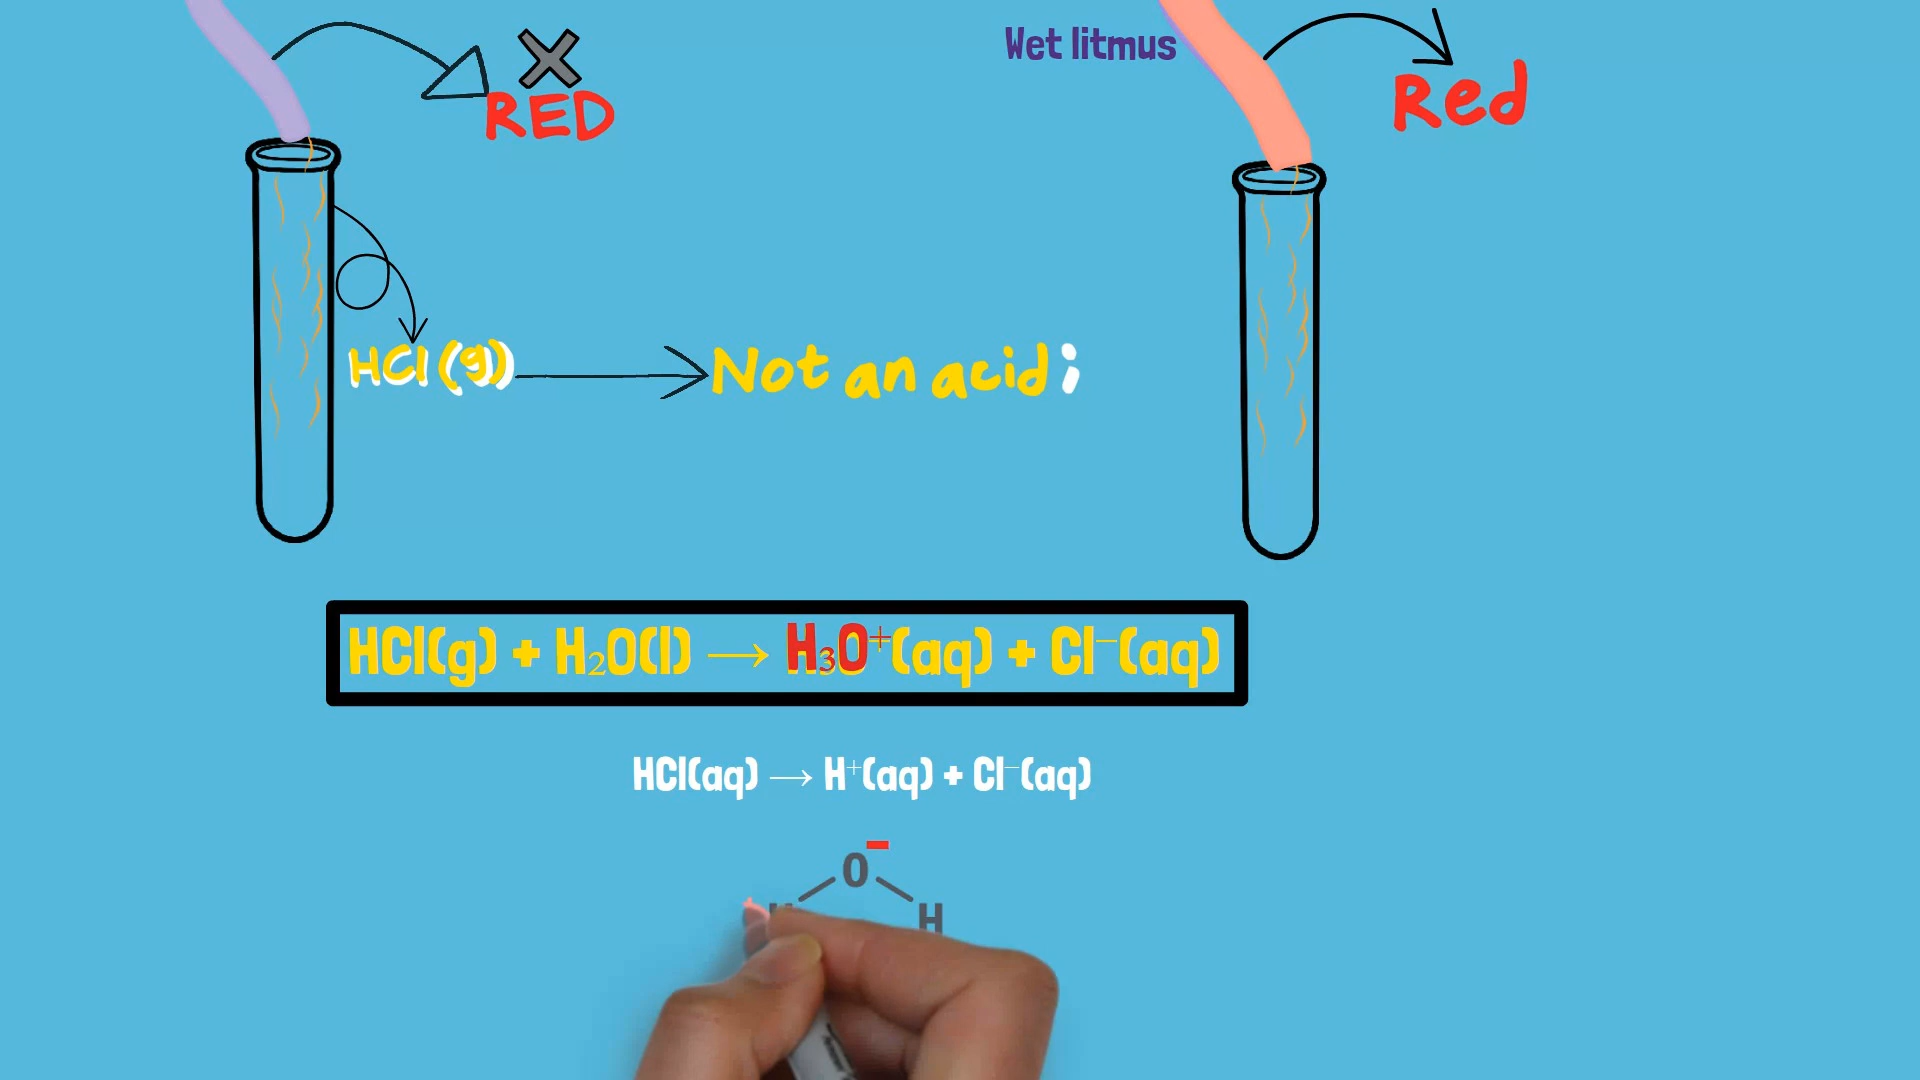 Wet litmus
RED
Red
HCl (g)
Not an acid ;
HCl(g) + H₂O(l) ⟶ H₃O⁺(aq) + Cl⁻(aq)
HCl(aq) ⟶ H⁺(aq) + Cl⁻(aq)
O⁻
H H